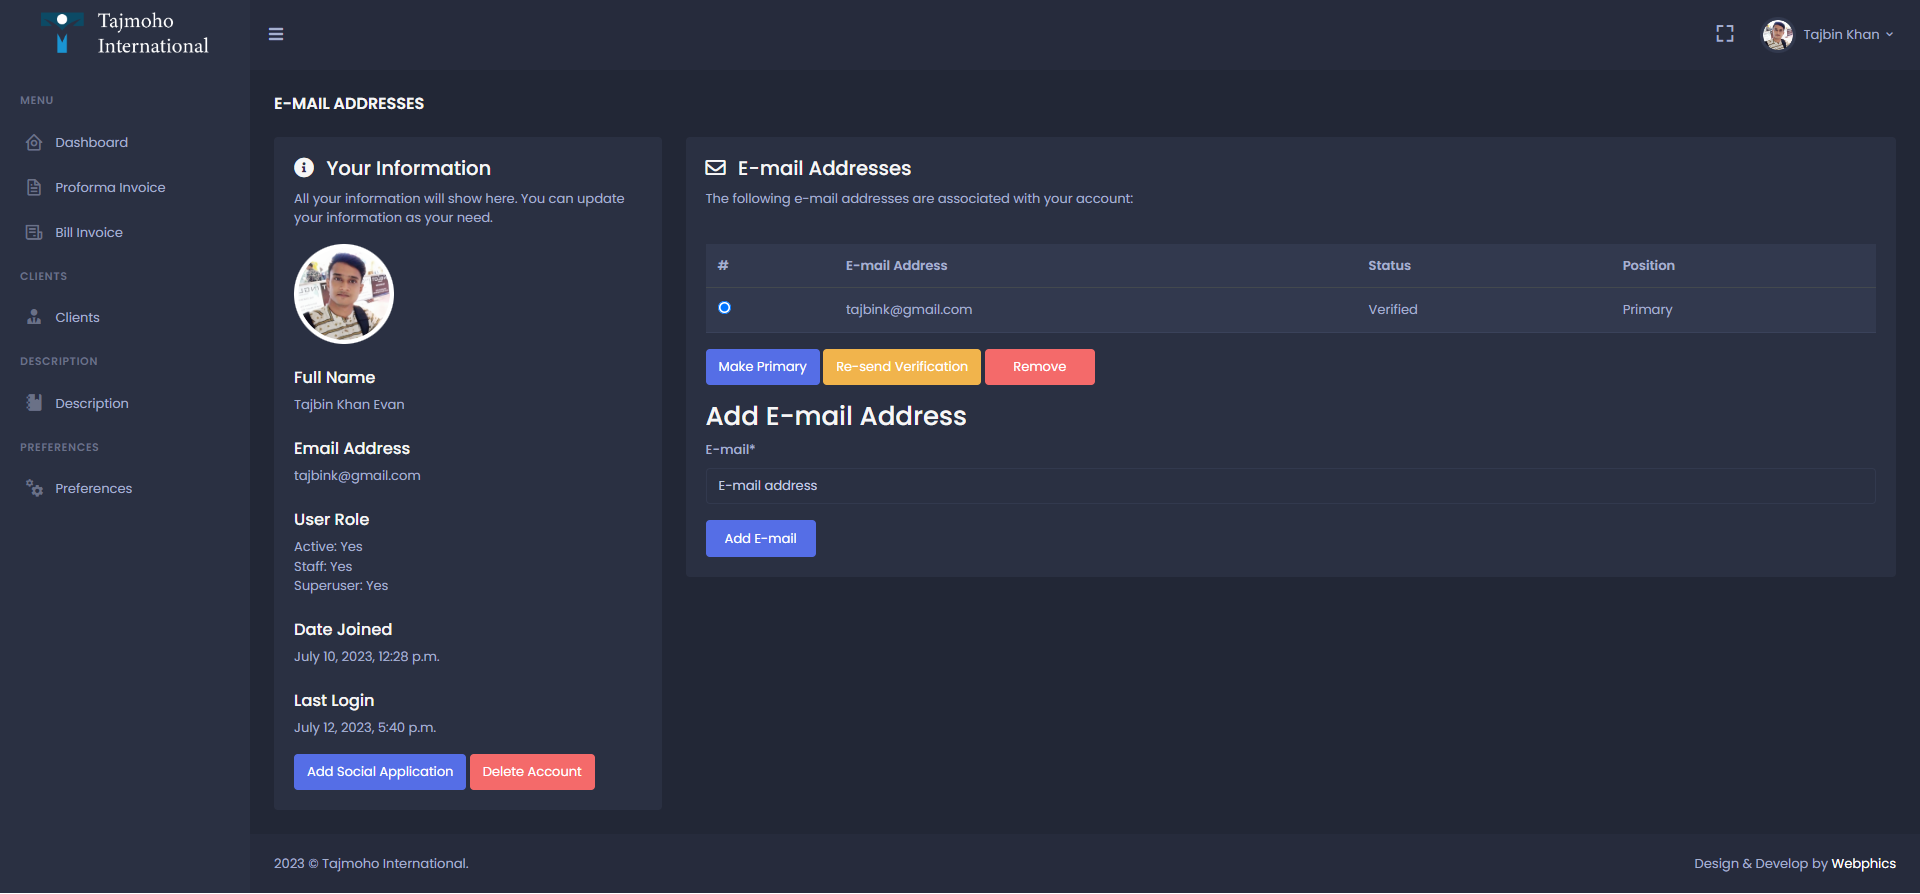 Tajmoho
International
Tajbin Khan
MENU
Dashboard
Proforma Invoice
Bill Invoice
CLIENTS
Clients
DESCRIPTION
Description
PREFERENCES
Preferences
E-MAIL ADDRESSES
Your Information
All your information will show here. You can update
your information as your need.
Full Name
Tajbin Khan Evan
Email Address
tajbink@gmail.com
User Role
Active: Yes
Staff: Yes
Superuser: Yes
Date Joined
July 10, 2023, 12:28 p.m.
Last Login
July 12, 2023, 5:40 p.m.
Add Social Application Delete Account
E-mail Addresses
The following e-mail addresses are associated with your account:
# E-mail Address Status Position
tajbink@gmail.com Verified Primary
Make Primary Re-send Verification Remove
Add E-mail Address
E-mail*
E-mail address
Add E-mail
2023 © Tajmoho International.
Design & Develop by Webphics